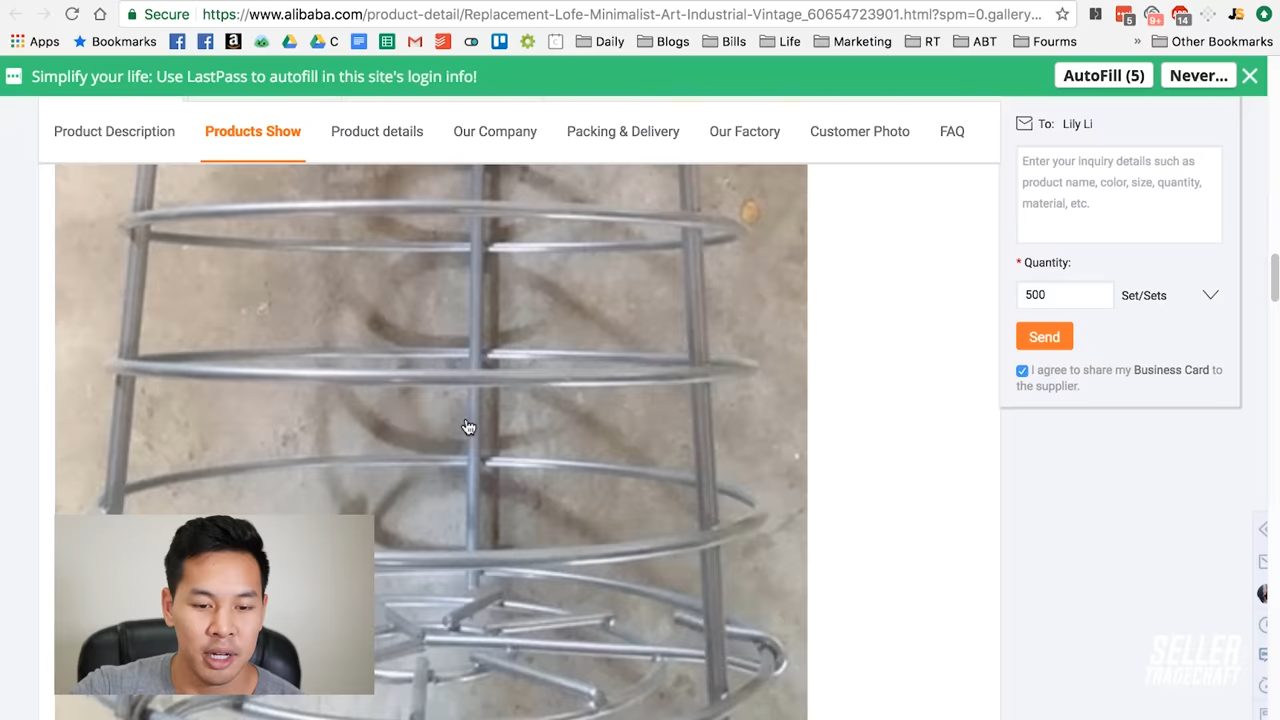 Secure
https://www.alibaba.com/product-detail/Replacement-Lofe-Minimalist-Art-Industrial-Vintage_60654723901.html?spm=0.gallery...
5
9+
14
JS
Apps
Bookmarks
C
Daily
Blogs
Bills
Life
Marketing
RT
ABT
Fourms
»
Other Bookmarks
Simplify your life: Use LastPass to autofill in this site's login info!
AutoFill (5)
Never...
Product Description
Products Show
Product details
Our Company
Packing & Delivery
Our Factory
Customer Photo
FAQ
To: Lily Li
Enter your inquiry details such as
product name, color, size, quantity,
material, etc.
* Quantity:
500
Set/Sets
Send
I agree to share my Business Card to
the supplier.
SELLER
TRADECRAFT